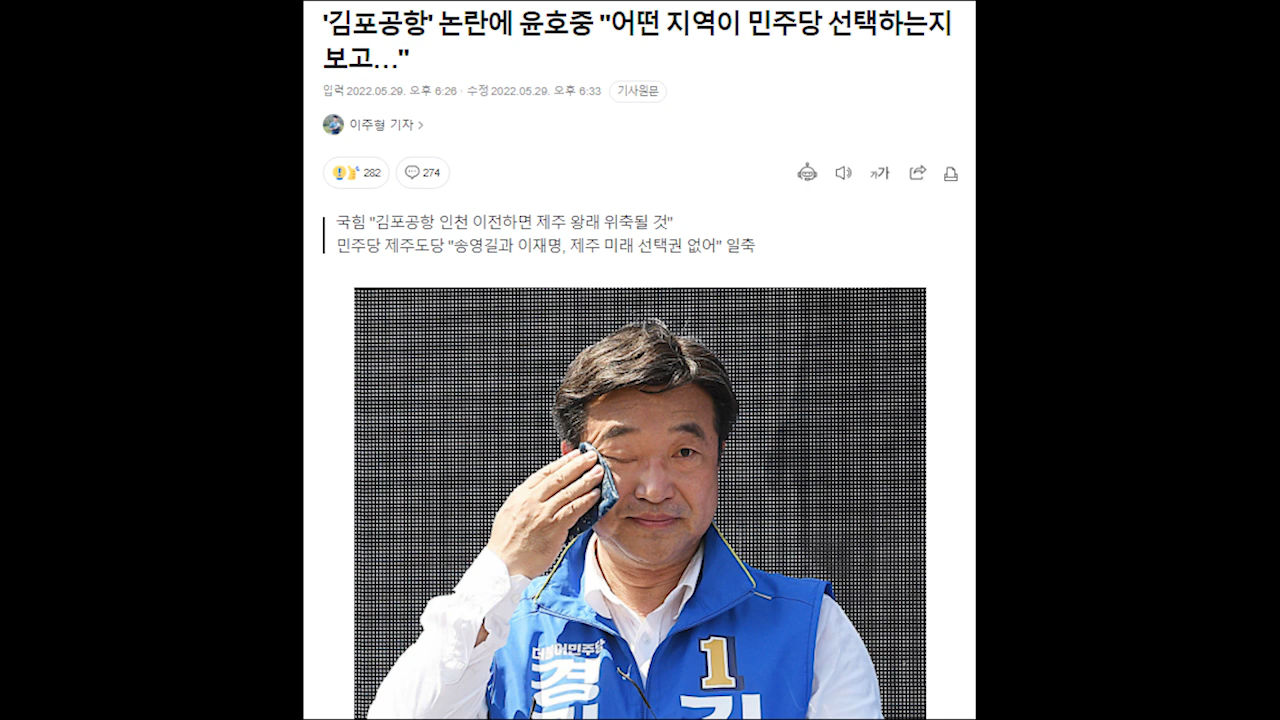 '김포공항' 논란에 윤호중 "어떤 지역이 민주당 선택하는지
보고…"
입력 2022.05.29. 오후 6:26 · 수정 2022.05.29. 오후 6:33 기사원문
이주형 기자 >
282 274
가가
국힘 "김포공항 인천 이전하면 제주 왕래 위축될 것"
민주당 제주도당 "송영길과 이재명, 제주 미래 선택권 없어" 일축
더불어민주당
1
경